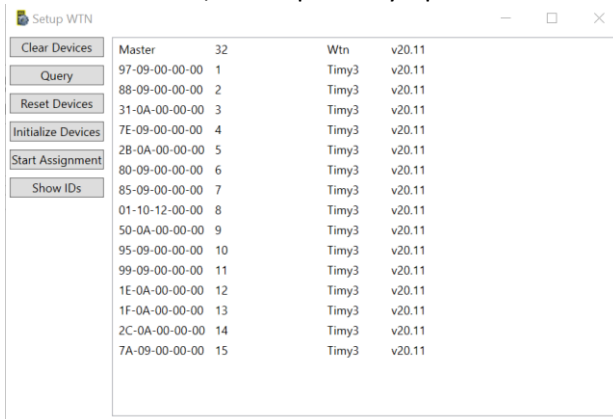 Setup WTN
Clear Devices
Query
Reset Devices
Initialize Devices
Start Assignment
Show IDs
Master 32 Wtn v20.11
97-09-00-00-00 1 Timy3 v20.11
88-09-00-00-00 2 Timy3 v20.11
31-0A-00-00-00 3 Timy3 v20.11
7E-09-00-00-00 4 Timy3 v20.11
2B-0A-00-00-00 5 Timy3 v20.11
80-09-00-00-00 6 Timy3 v20.11
85-09-00-00-00 7 Timy3 v20.11
01-10-12-00-00 8 Timy3 v20.11
50-0A-00-00-00 9 Timy3 v20.11
95-09-00-00-00 10 Timy3 v20.11
99-09-00-00-00 11 Timy3 v20.11
1E-0A-00-00-00 12 Timy3 v20.11
1F-0A-00-00-00 13 Timy3 v20.11
2C-0A-00-00-00 14 Timy3 v20.11
7A-09-00-00-00 15 Timy3 v20.11